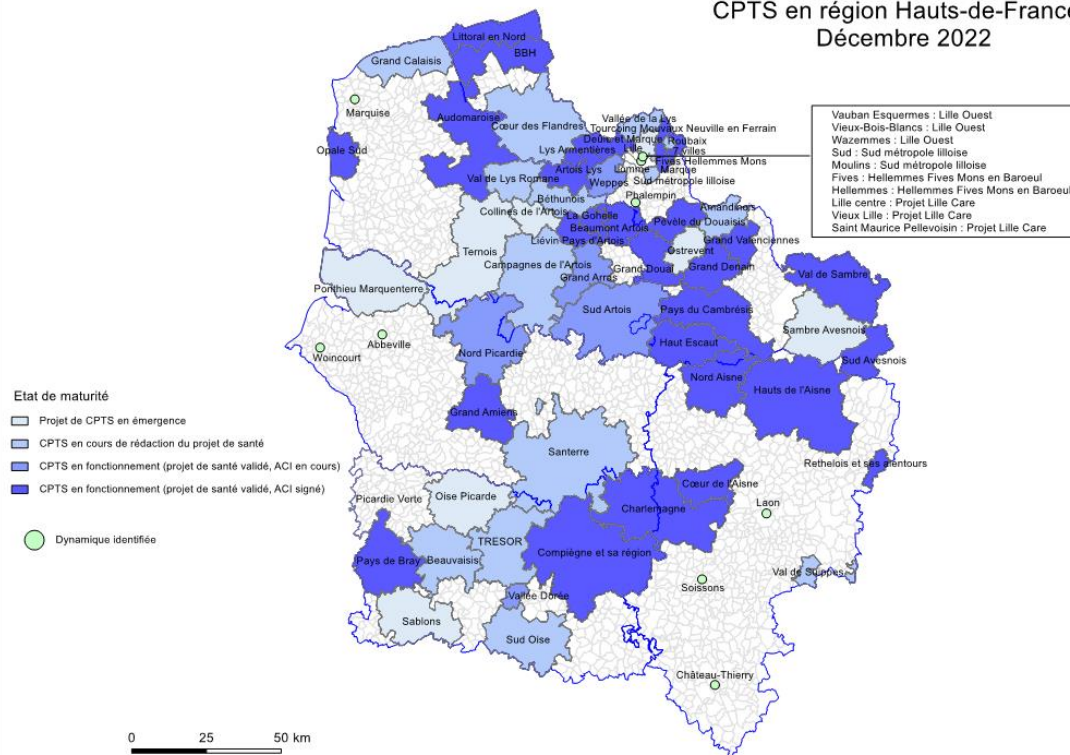 CPTS en région Hauts-de-France
Décembre 2022
Littoral en Nord
BBH
Grand Calaisis
Marquise
Audomaroise
Cœur des Flandres
Vallée de la Lys
Tourcoing Mouvaux Neuville en Ferrain
Deûle et Marque
Roubaix
Lys Armentières
Lille
7 villes
Opale Sud
Artois Lys
Lomme
Fives Hellemmes Mons
Marque
Val de Lys Romane
Weppes
Sud métropole lilloise
Béthunois
Phalempin
Collines de l'Artois
La Gohelle
Amandinois
Beaumont Artois
Pévèle du Douaisis
Ternois
Liévin Pays d'Artois
Ostrevent
Grand Valenciennes
Campagnes de l'Artois
Grand Arras
Grand Douai
Grand Denain
Val de Sambre
Ponthieu Marquenterre
Sud Artois
Pays du Cambrésis
Sambre Avesnois
Abbeville
Woincourt
Nord Picardie
Haut Escaut
Sud Avesnois
Nord Aisne
Hauts de l'Aisne
Grand Amiens
Santerre
Rethelois et ses alentours
Picardie Verte
Oise Picarde
Cœur de l'Aisne
Charlemagne
Laon
TRESOR
Pays de Bray
Beauvaisis
Compiègne et sa région
Val de Suippes
Soissons
Vallée Dorée
Sablons
Sud Oise
Château-Thierry
Vauban Esquermes : Lille Ouest
Vieux-Bois-Blancs : Lille Ouest
Wazemmes : Lille Ouest
Sud : Sud métropole lilloise
Moulins : Sud métropole lilloise
Fives : Hellemmes Fives Mons en Baroeul
Hellemmes : Hellemmes Fives Mons en Baroeul
Lille centre : Projet Lille Care
Vieux Lille : Projet Lille Care
Saint Maurice Pellevoisin : Projet Lille Care
Etat de maturité
Projet de CPTS en émergence
CPTS en cours de rédaction du projet de santé
CPTS en fonctionnement (projet de santé validé, ACI en cours)
CPTS en fonctionnement (projet de santé validé, ACI signé)
Dynamique identifiée
0 25 50 km